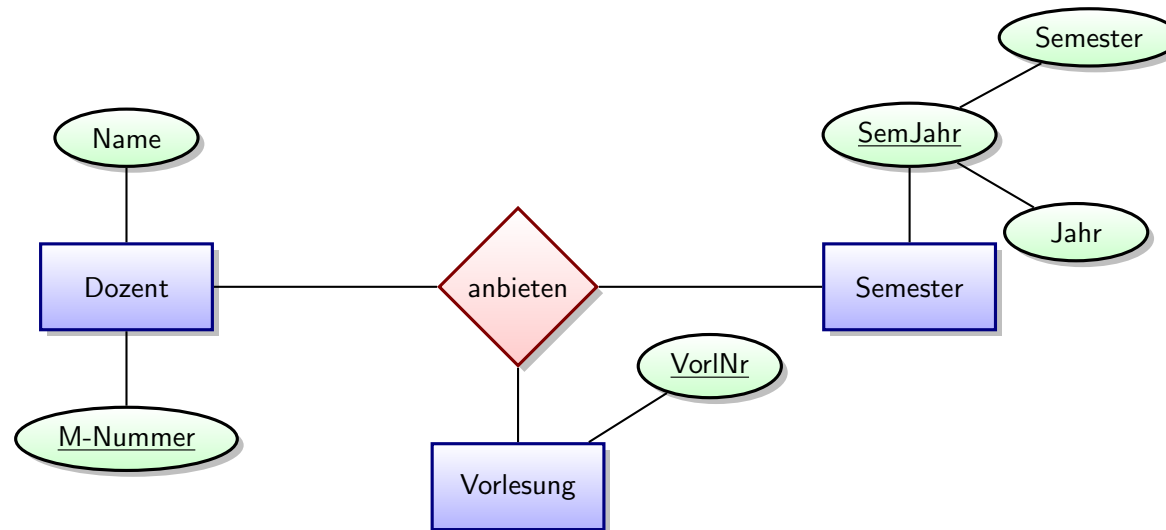 Semester
Name
SemJahr
Jahr
Dozent
anbieten
Semester
VorlNr
M-Nummer
Vorlesung